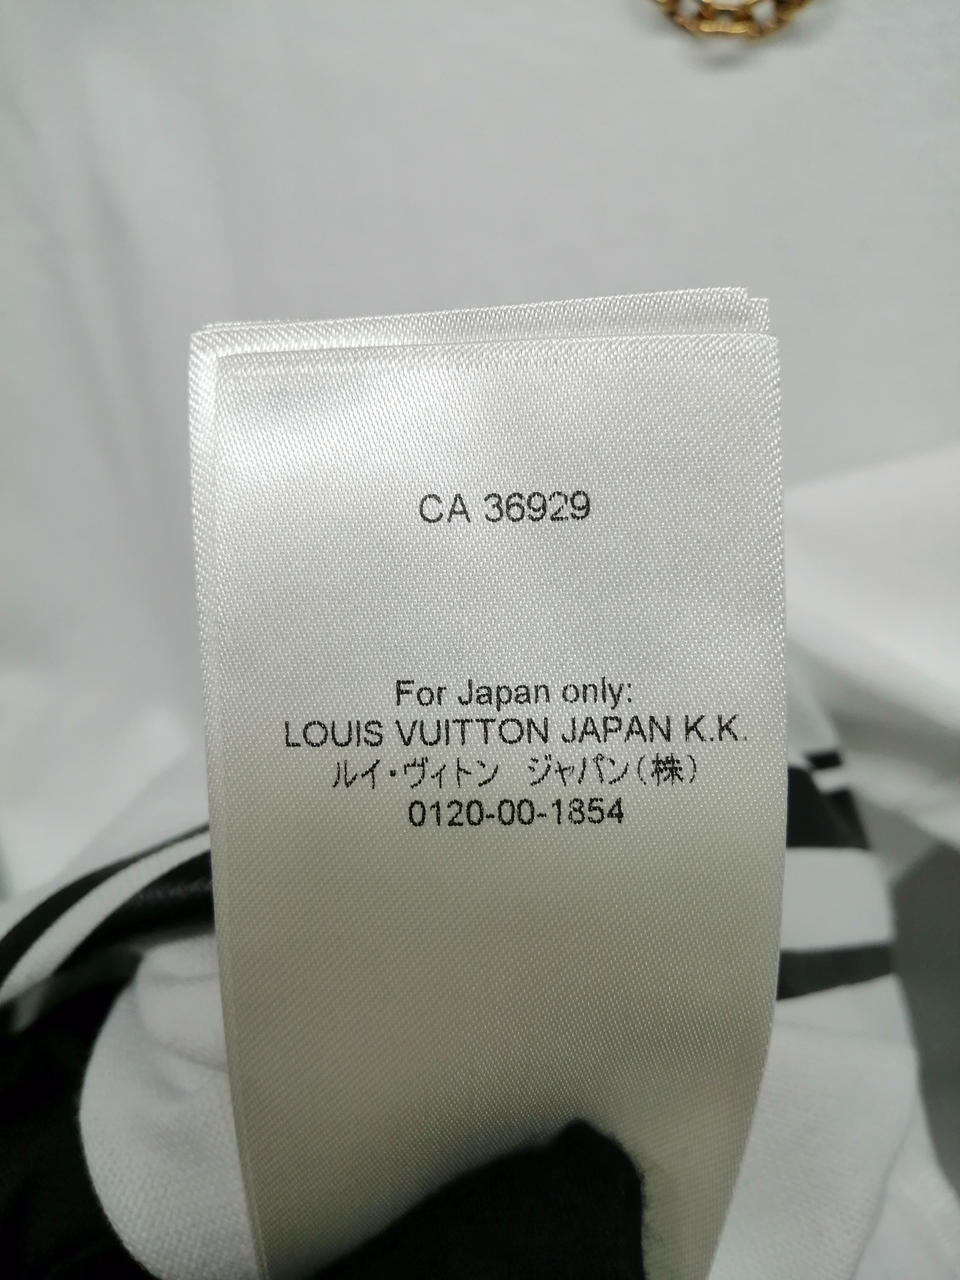 CA 36929
For Japan only:
LOUIS VUITTON JAPAN K.K.
ルイ・ヴィトン　ジャパン（株）
0120-00-1854